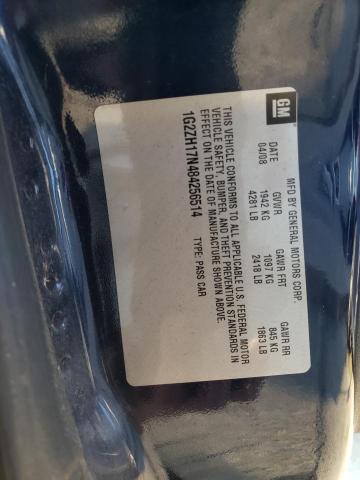 GM
MFD BY GENERAL MOTORS CORP.
DATE GVWR GAWR FRT GAWR RR
04/08 1942 KG 1097 KG 845 KG
4281 LB 2418 LB 1863 LB
THIS VEHICLE CONFORMS TO ALL APPLICABLE U.S. FEDERAL MOTOR
VEHICLE SAFETY, BUMPER, AND THEFT PREVENTION STANDARDS IN
EFFECT ON THE DATE OF MANUFACTURE SHOWN ABOVE.
1G2ZH17N484256514 TYPE: PASS CAR